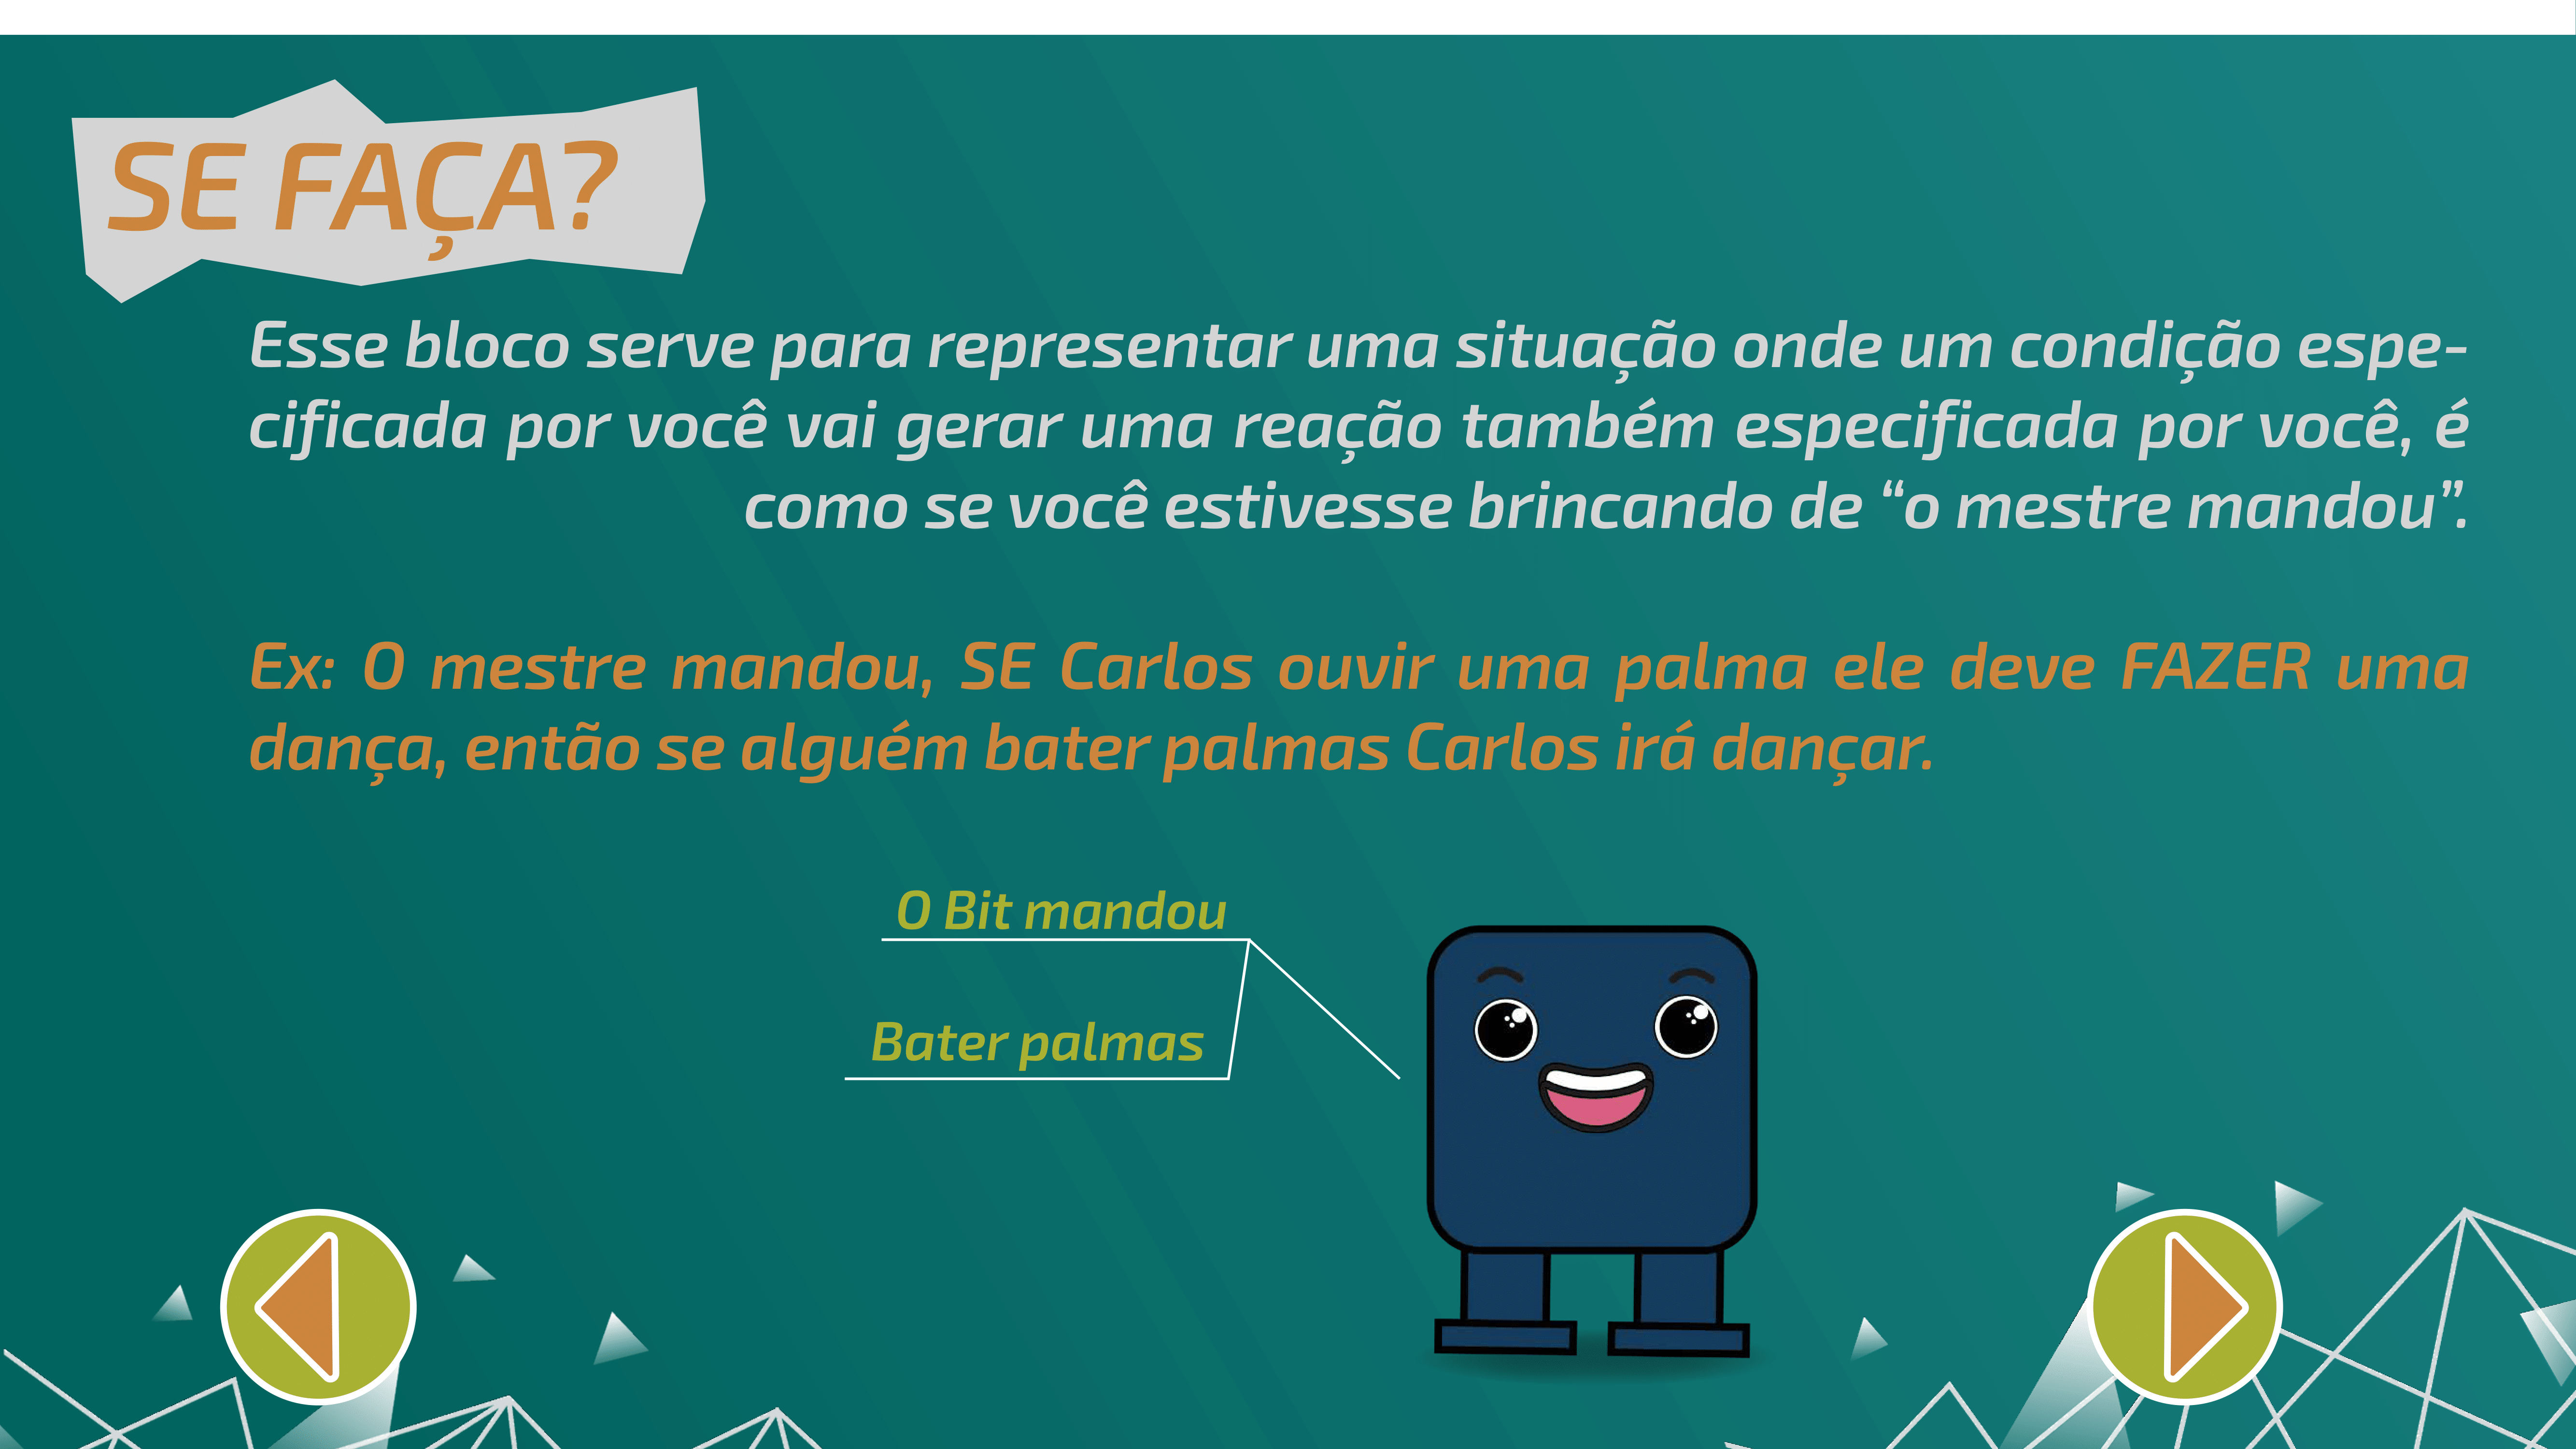 SE FAÇA?
Esse bloco serve para representar uma situação onde um condição espe-
cificada por você vai gerar uma reação também especificada por você, é
como se você estivesse brincando de “o mestre mandou”.
Ex: O mestre mandou, SE Carlos ouvir uma palma ele deve FAZER uma
dança, então se alguém bater palmas Carlos irá dançar.
O Bit mandou
Bater palmas